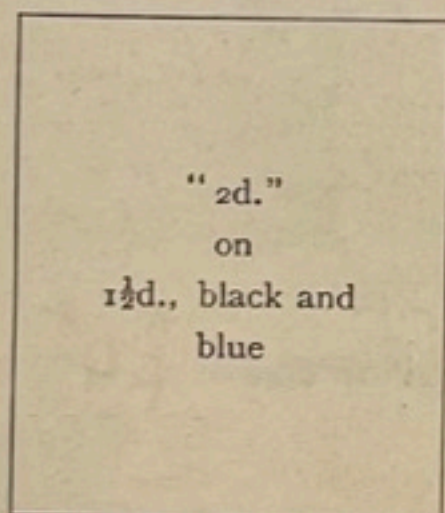 “ 2d.”
on
1½d., black and
blue